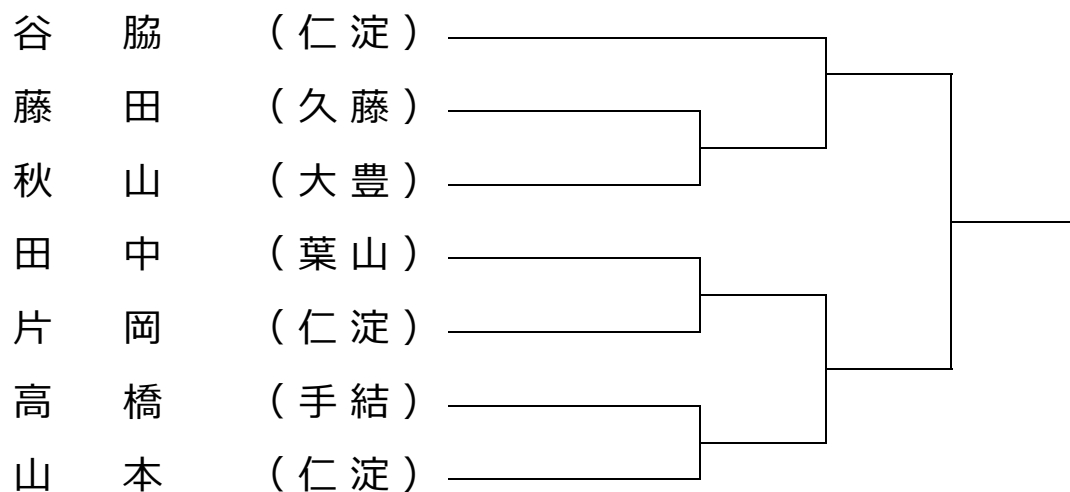 谷脇 (仁淀)
藤田 (久藤)
秋山 (大豊)
田中 (葉山)
片岡 (仁淀)
高橋 (手結)
山本 (仁淀)